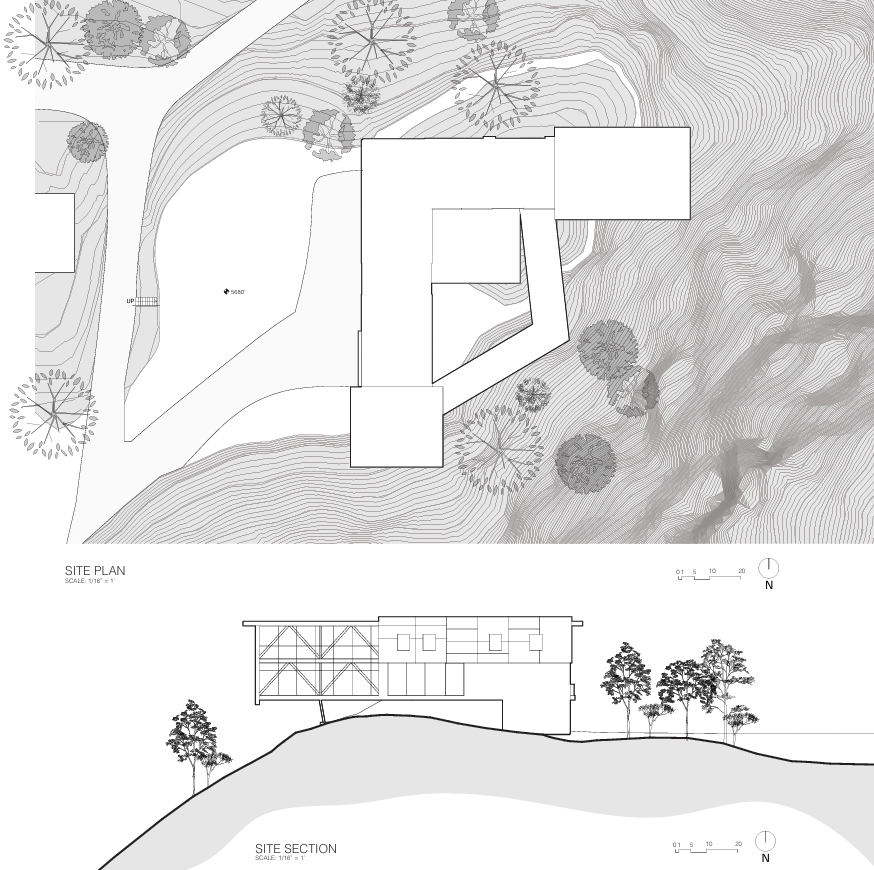 UP
5680'
SITE PLAN
SCALE: 1/16" = 1'
0 1 5 10 20
N
SITE SECTION
SCALE: 1/16" = 1'
0 1 5 10 20
N